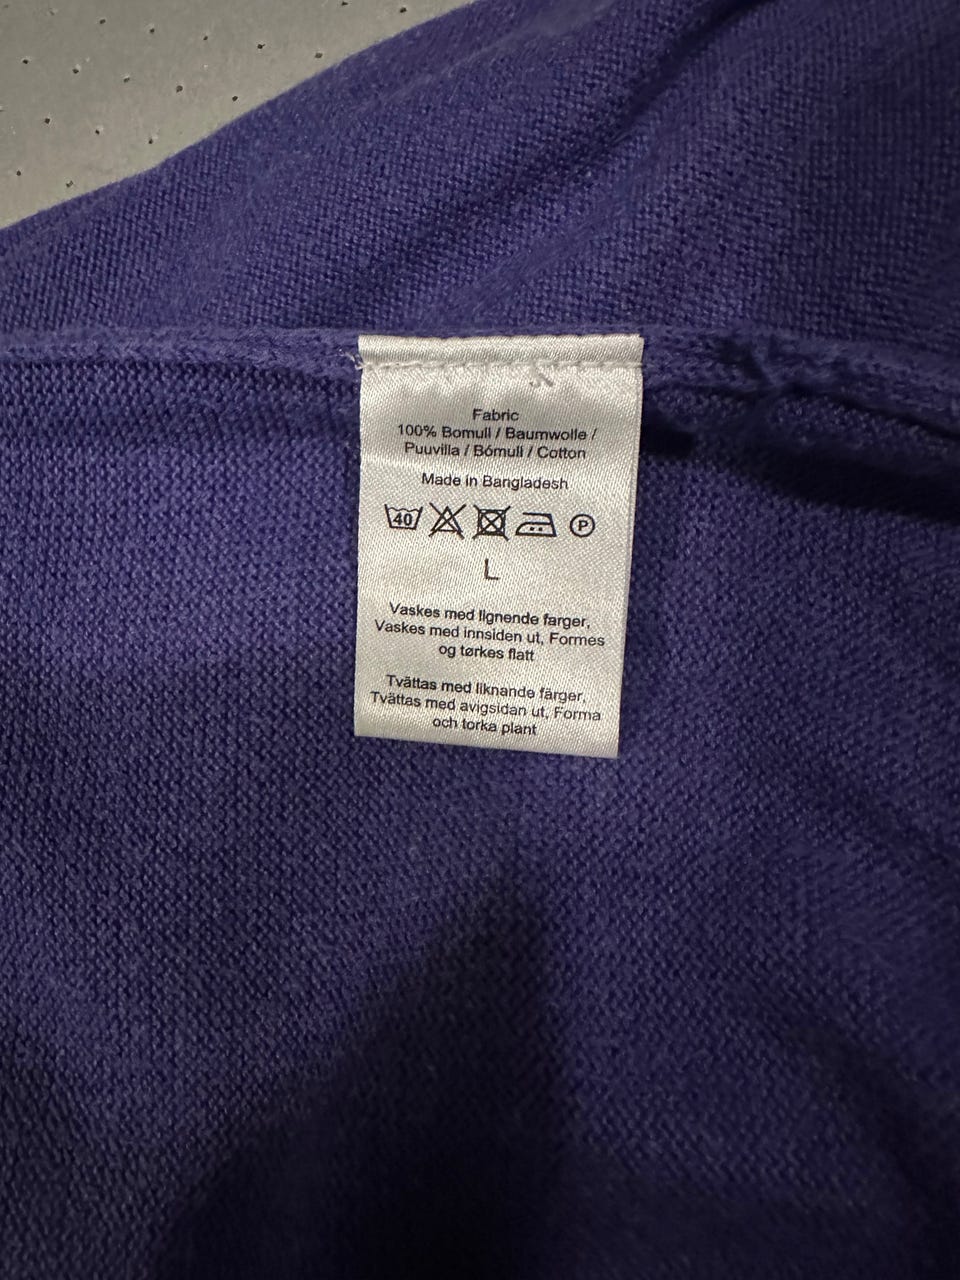 Fabric
100% Bomull / Baumwolle /
Puuvilla / Bómull / Cotton
Made in Bangladesh
40 P
L
Vaskes med lignende farger,
Vaskes med innsiden ut, Formes
og tørkes flatt
Tvättas med liknande färger,
Tvättas med avigsidan ut, Forma
och torka plant